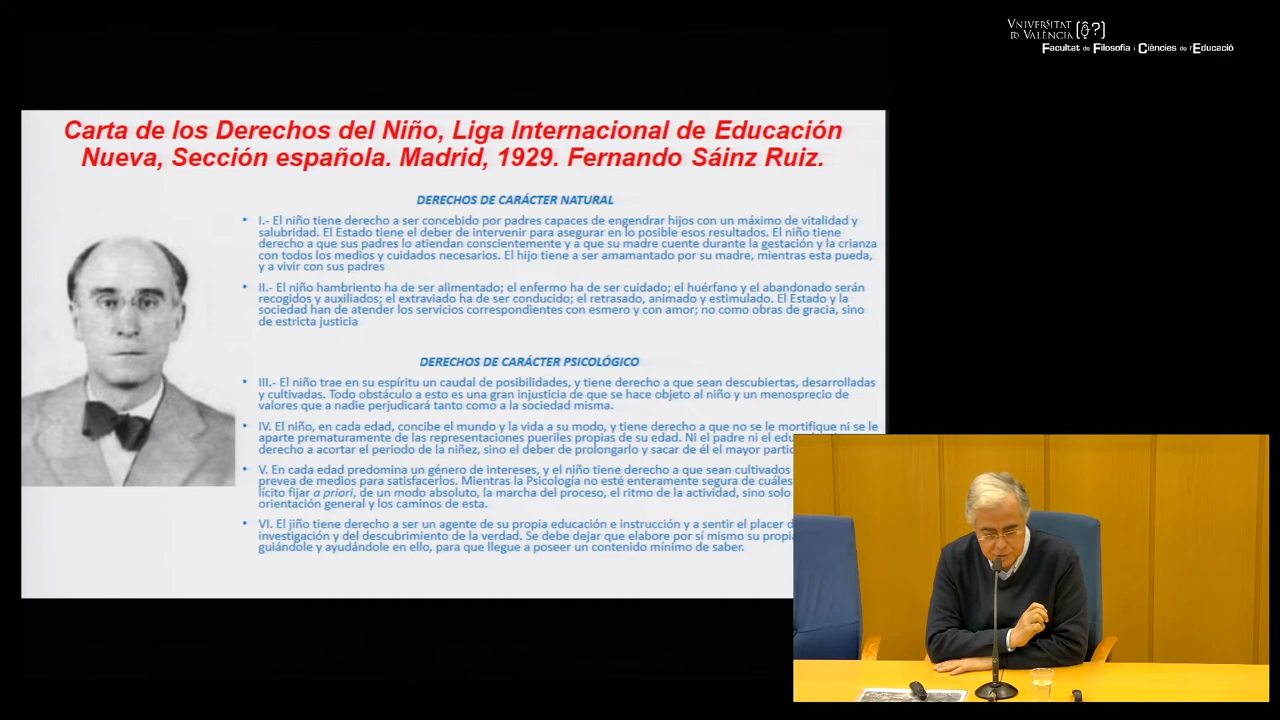 VNIVERSITAT
ID VALÈNCIA
Facultat de Filosofia i Ciències de l'Educació
Carta de los Derechos del Niño, Liga Internacional de Educación
Nueva, Sección española. Madrid, 1929. Fernando Sáinz Ruiz.
DERECHOS DE CARÁCTER NATURAL
• I.- El niño tiene derecho a ser concebido por padres capaces de engendrar hijos con un máximo de vitalidad y
salubridad. El Estado tiene el deber de intervenir para asegurar en lo posible esos resultados. El niño tiene
derecho a que sus padres lo atiendan conscientemente y a que su madre cuente durante la gestación y la crianza
con todos los medios y cuidados necesarios. El hijo tiene a ser amamantado por su madre, mientras esta pueda,
y a vivir con sus padres
• II.- El niño hambriento ha de ser alimentado; el enfermo ha de ser cuidado; el huérfano y el abandonado serán
recogidos y auxiliados; el extraviado ha de ser conducido; el retrasado, animado y estimulado. El Estado y la
sociedad han de atender los servicios correspondientes con esmero y con amor; no como obras de gracia, sino
de estricta justicia
DERECHOS DE CARÁCTER PSICOLÓGICO
• III.- El niño trae en su espíritu un caudal de posibilidades, y tiene derecho a que sean descubiertas, desarrolladas
y cultivadas. Todo obstáculo a esto es una gran injusticia de que se hace objeto al niño y un menosprecio de
valores que a nadie perjudicará tanto como a la sociedad misma.
• IV. El niño, en cada edad, concibe el mundo y la vida a su modo, y tiene derecho a que no se le mortifique ni se le
aparte prematuramente de las representaciones pueriles propias de su edad. Ni el padre ni el
derecho a acortar el periodo de la niñez, sino el deber de prolongarlo y sacar de él el mayor
• V. En cada edad predomina un género de intereses, y el niño tiene derecho a que sean cultivados
prevea de medios para satisfacerlos. Mientras la Psicología no esté enteramente segura de cuáles
lícito fijar a priori, de un modo absoluto, la marcha del proceso, el ritmo de la actividad, sino solo
orientación general y los caminos de esta.
• VI. El jiño tiene derecho a ser un agente de su propia educación e instrucción y a sentir el placer
investigación y del descubrimiento de la verdad. Se debe dejar que elabore por sí mismo su
guiándole y ayudándole en ello, para que llegue a poseer un contenido mínimo de saber.